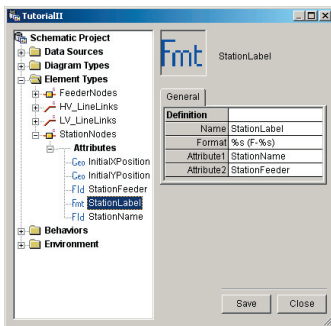 TutorialII
Schematic Project
Data Sources
Diagram Types
Element Types
FeederNodes
HV_LineLinks
LV_LineLinks
StationNodes
Attributes
Geo InitialXPosition
Geo InitialYPosition
Fld StationFeeder
Fmt StationLabel
Fld StationName
Behaviors
Environment
Fmt StationLabel
General
Definition
Name StationLabel
Format %s (F-%s)
Attribute1 StationName
Attribute2 StationFeeder
Save Close